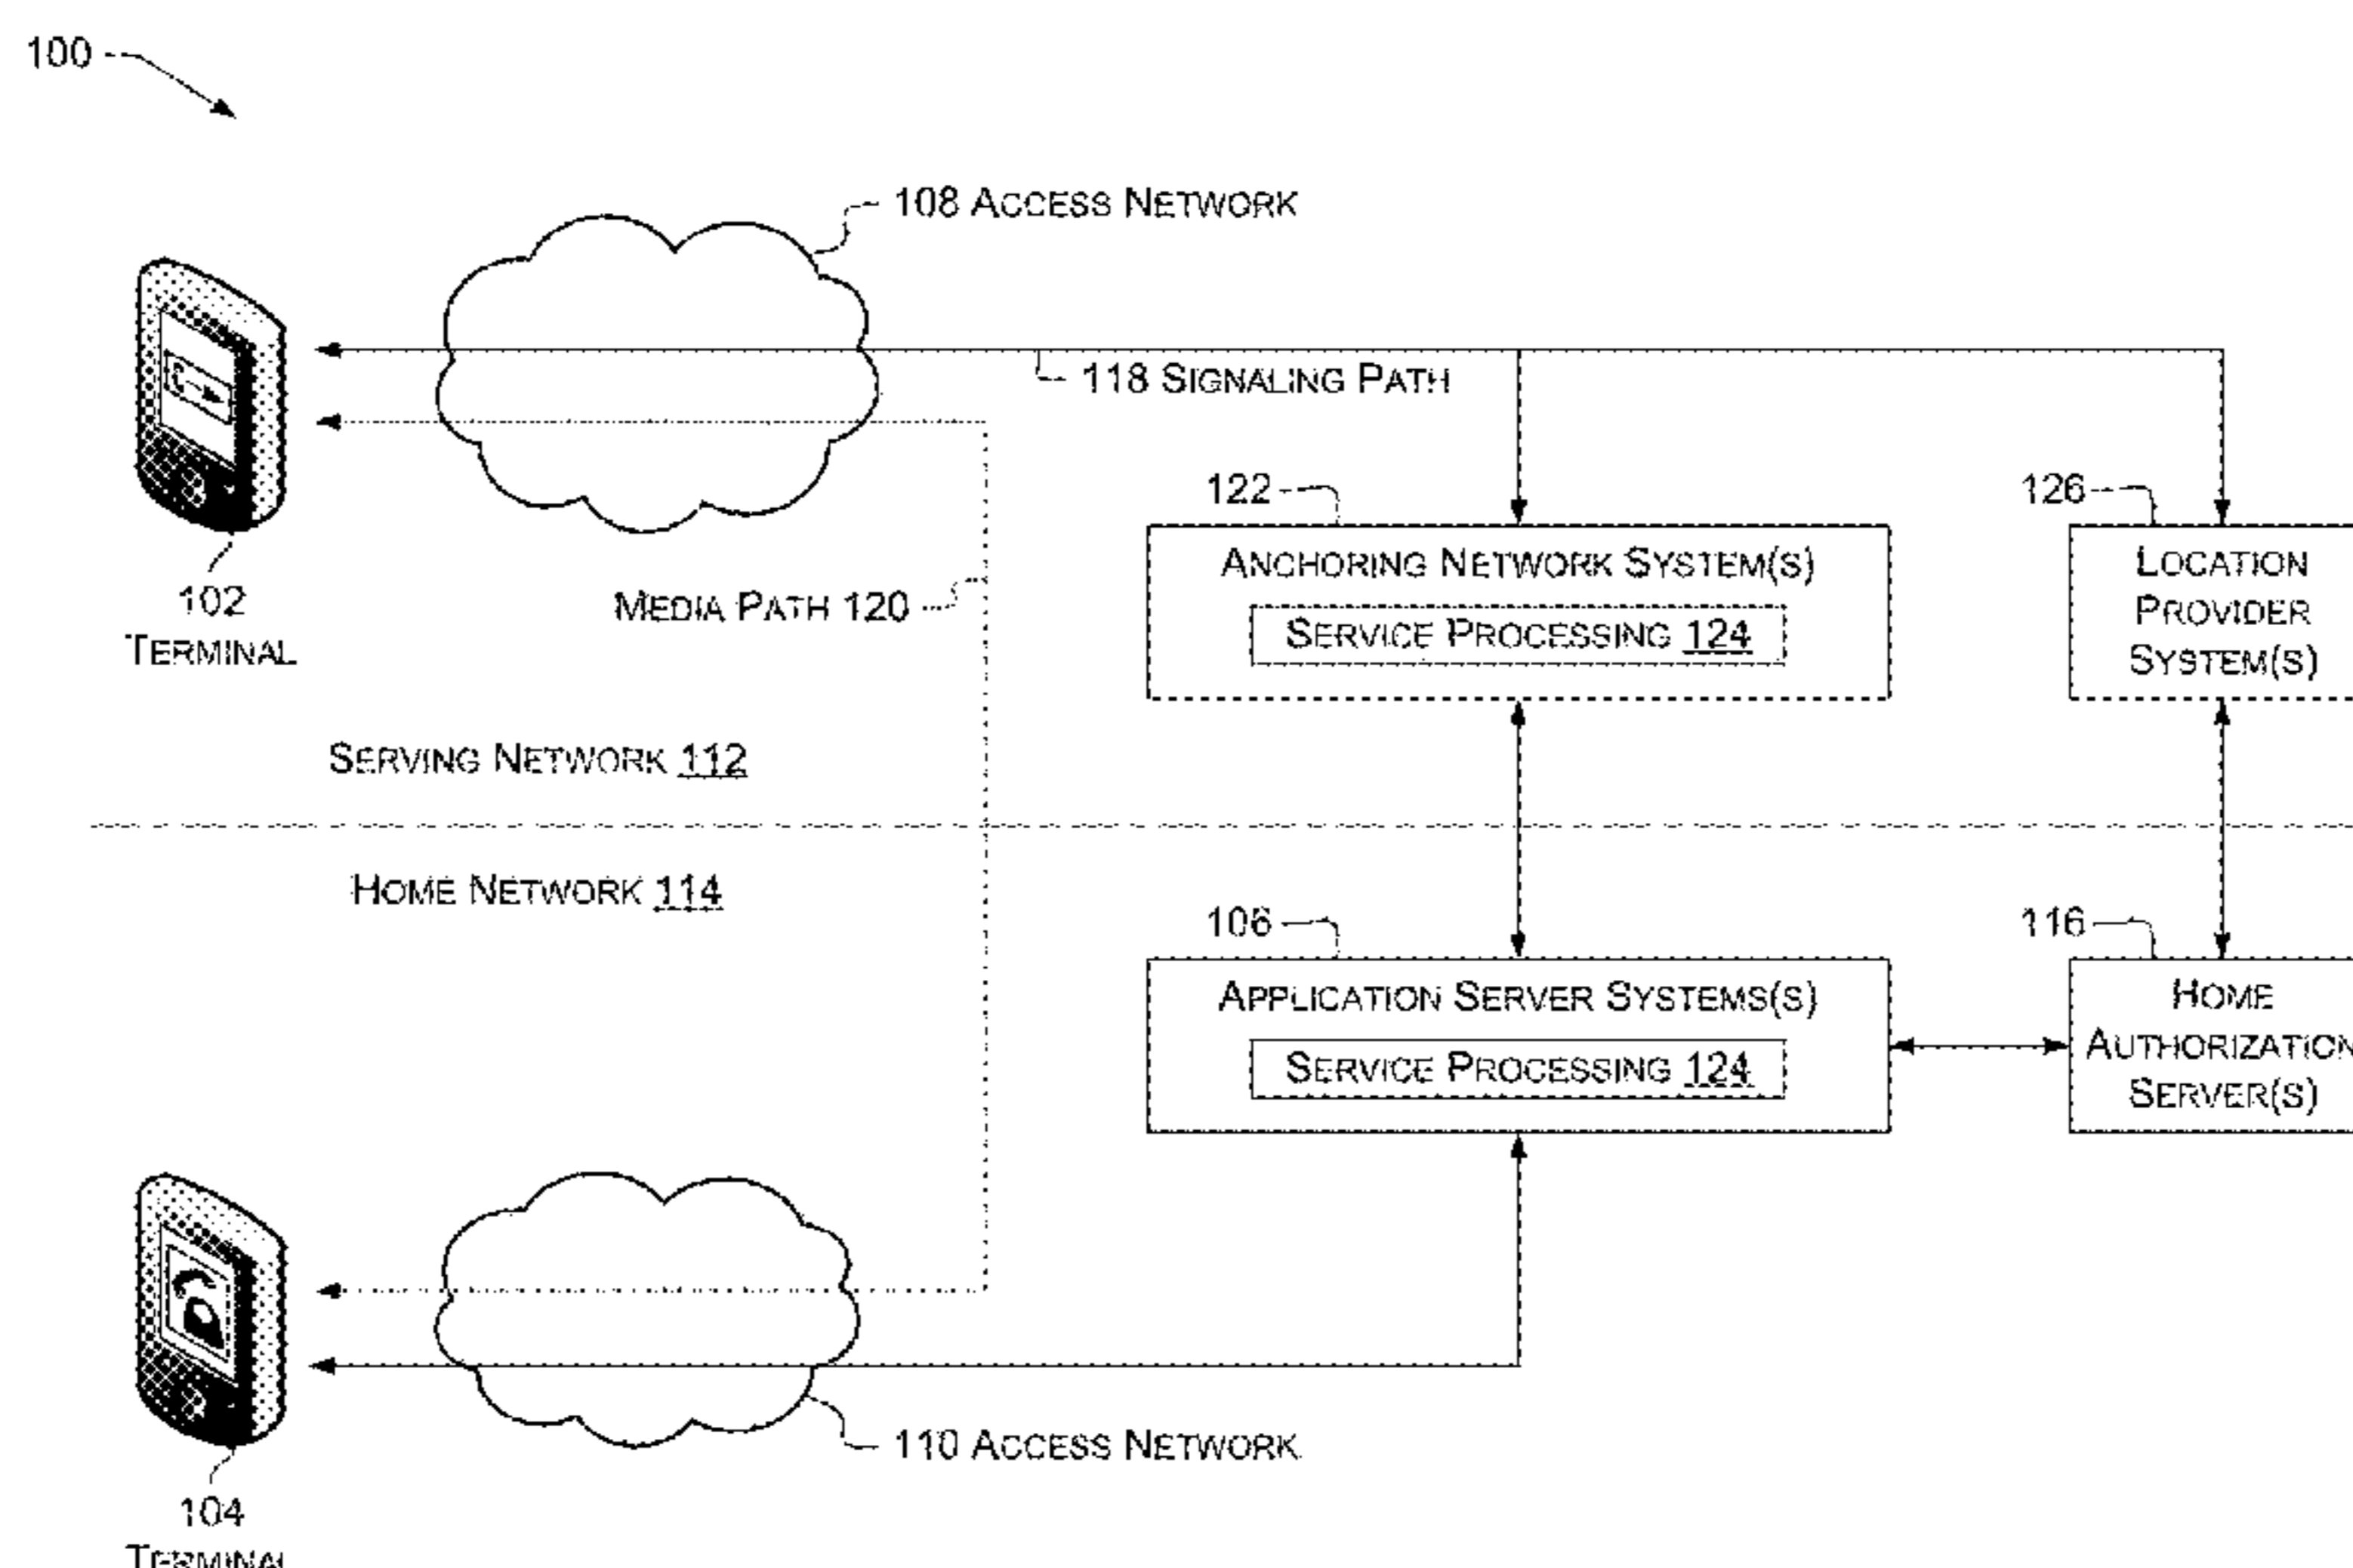 100
108 ACCESS NETWORK
118 SIGNALING PATH
122
126
ANCHORING NETWORK SYSTEM(S)
SERVICE PROCESSING 124
LOCATION
PROVIDER
SYSTEM(S)
102
TERMINAL
MEDIA PATH 120
SERVING NETWORK 112
HOME NETWORK 114
106
116
APPLICATION SERVER SYSTEMS(S)
SERVICE PROCESSING 124
HOME
AUTHORIZATION
SERVER(S)
110 ACCESS NETWORK
104
TERMINAL